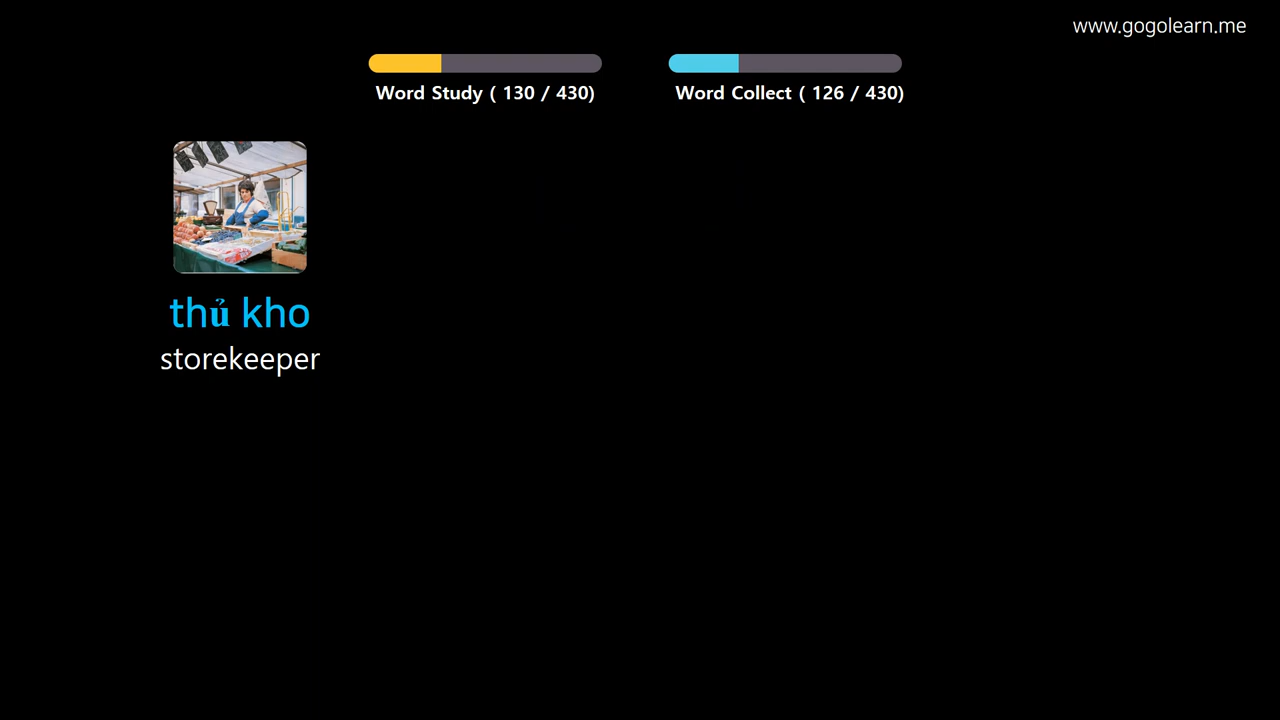 www.gogolearn.me
Word Study ( 130 / 430)
Word Collect ( 126 / 430)
thủ kho
storekeeper